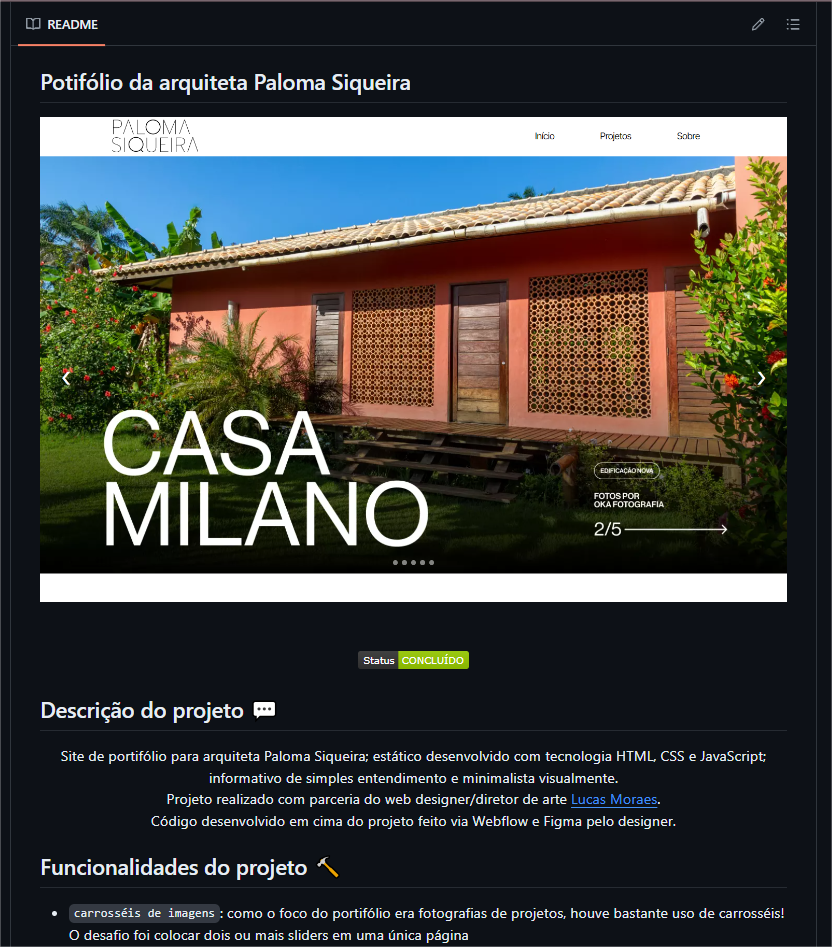 README
Potifólio da arquiteta Paloma Siqueira
PALOMA
SIQUEIRA
Início Projetos Sobre
CASA
MILANO
EDIFICAÇÃO NOVA
FOTOS POR
OKA FOTOGRAFIA
2/5
Status CONCLUÍDO
Descrição do projeto 💬
Site de portifólio para arquiteta Paloma Siqueira; estático desenvolvido com tecnologia HTML, CSS e JavaScript;
informativo de simples entendimento e minimalista visualmente.
Projeto realizado com parceria do web designer/diretor de arte Lucas Moraes.
Código desenvolvido em cima do projeto feito via Webflow e Figma pelo designer.
Funcionalidades do projeto 🔨
• carrosséis de imagens: como o foco do portifólio era fotografias de projetos, houve bastante uso de carrosséis!
O desafio foi colocar dois ou mais sliders em uma única página